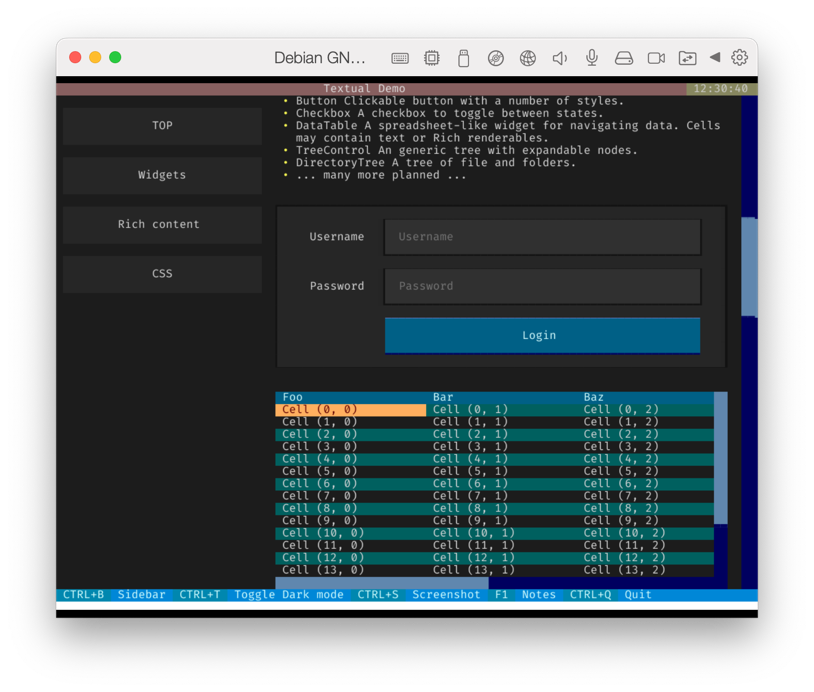 Debian GN...
Textual Demo 12:30:40
• Button Clickable button with a number of styles.
• Checkbox A checkbox to toggle between states.
• DataTable A spreadsheet-like widget for navigating data. Cells
may contain text or Rich renderables.
• TreeControl An generic tree with expandable nodes.
• DirectoryTree A tree of file and folders.
• ... many more planned ...
TOP
Widgets
Rich content
CSS
Username Username
Password Password
Login
Foo Bar Baz
Cell (0, 0) Cell (0, 1) Cell (0, 2)
Cell (1, 0) Cell (1, 1) Cell (1, 2)
Cell (2, 0) Cell (2, 1) Cell (2, 2)
Cell (3, 0) Cell (3, 1) Cell (3, 2)
Cell (4, 0) Cell (4, 1) Cell (4, 2)
Cell (5, 0) Cell (5, 1) Cell (5, 2)
Cell (6, 0) Cell (6, 1) Cell (6, 2)
Cell (7, 0) Cell (7, 1) Cell (7, 2)
Cell (8, 0) Cell (8, 1) Cell (8, 2)
Cell (9, 0) Cell (9, 1) Cell (9, 2)
Cell (10, 0) Cell (10, 1) Cell (10, 2)
Cell (11, 0) Cell (11, 1) Cell (11, 2)
Cell (12, 0) Cell (12, 1) Cell (12, 2)
Cell (13, 0) Cell (13, 1) Cell (13, 2)
CTRL+B Sidebar CTRL+T Toggle Dark mode CTRL+S Screenshot F1 Notes CTRL+Q Quit